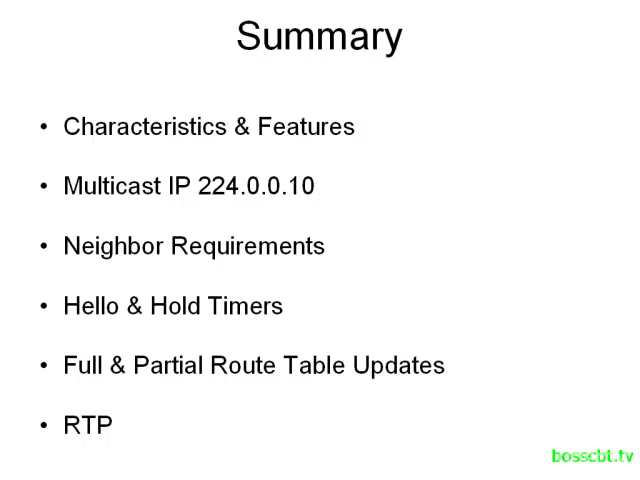 Summary
• Characteristics & Features
• Multicast IP 224.0.0.10
• Neighbor Requirements
• Hello & Hold Timers
• Full & Partial Route Table Updates
• RTP
bosscbt.tv